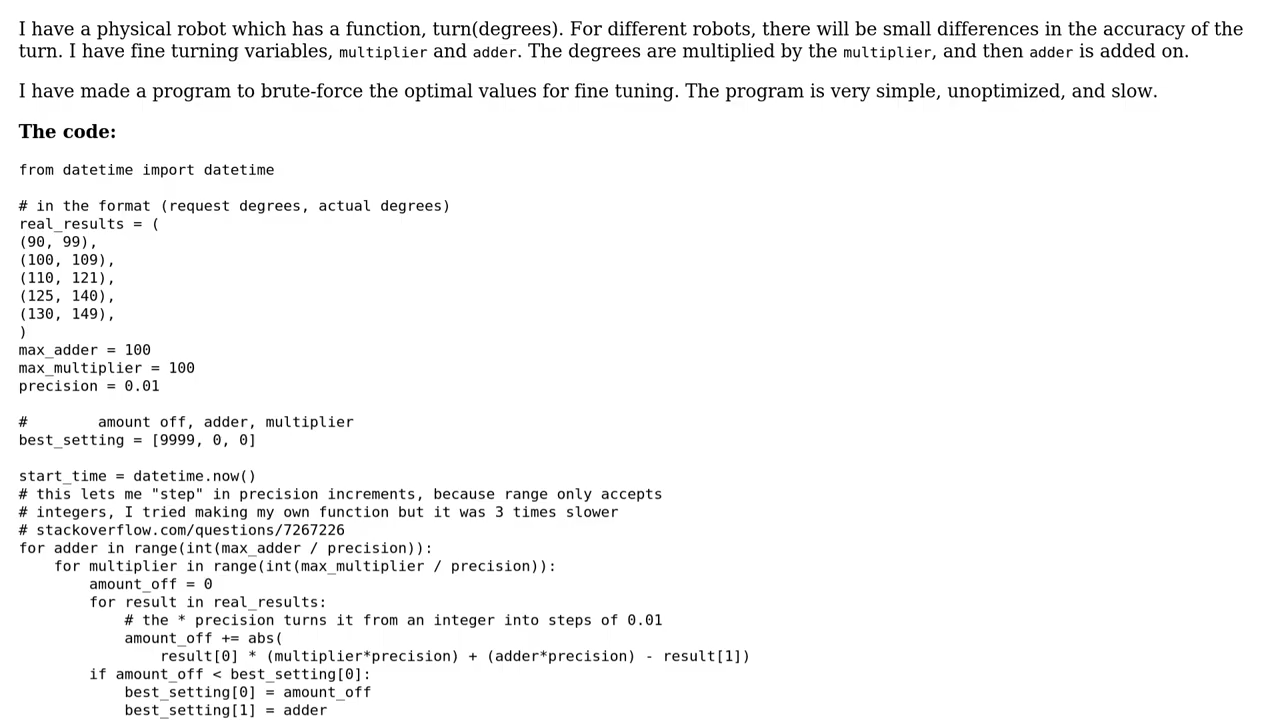 I have a physical robot which has a function, turn(degrees). For different robots, there will be small differences in the accuracy of the
turn. I have fine turning variables, multiplier and adder. The degrees are multiplied by the multiplier, and then adder is added on.
I have made a program to brute-force the optimal values for fine tuning. The program is very simple, unoptimized, and slow.
The code:
from datetime import datetime
# in the format (request degrees, actual degrees)
real_results = (
(90, 99),
(100, 109),
(110, 121),
(125, 140),
(130, 149),
)
max_adder = 100
max_multiplier = 100
precision = 0.01
#        amount off, adder, multiplier
best_setting = [9999, 0, 0]
start_time = datetime.now()
# this lets me "step" in precision increments, because range only accepts
# integers, I tried making my own function but it was 3 times slower
# stackoverflow.com/questions/7267226
for adder in range(int(max_adder / precision)):
    for multiplier in range(int(max_multiplier / precision)):
        amount_off = 0
        for result in real_results:
            # the * precision turns it from an integer into steps of 0.01
            amount_off += abs(
                result[0] * (multiplier*precision) + (adder*precision) - result[1])
        if amount_off < best_setting[0]:
            best_setting[0] = amount_off
            best_setting[1] = adder